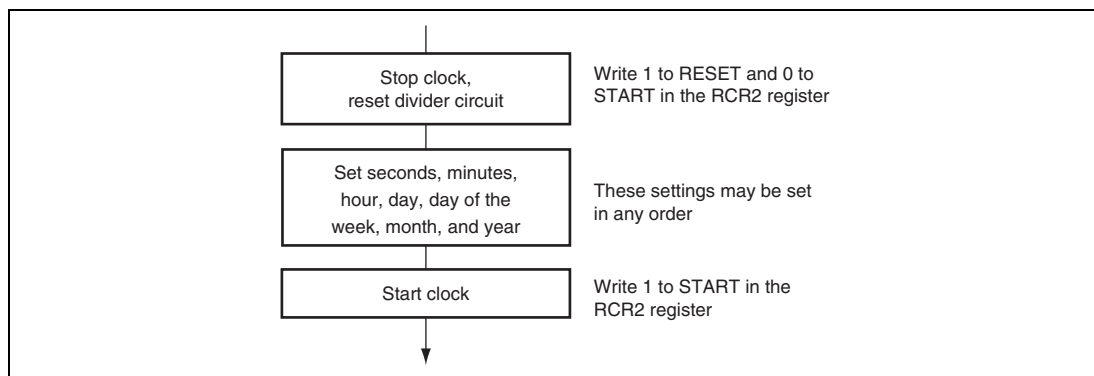 Stop clock,
reset divider circuit
Write 1 to RESET and 0 to
START in the RCR2 register
Set seconds, minutes,
hour, day, day of the
week, month, and year
These settings may be set
in any order
Start clock
Write 1 to START in the
RCR2 register